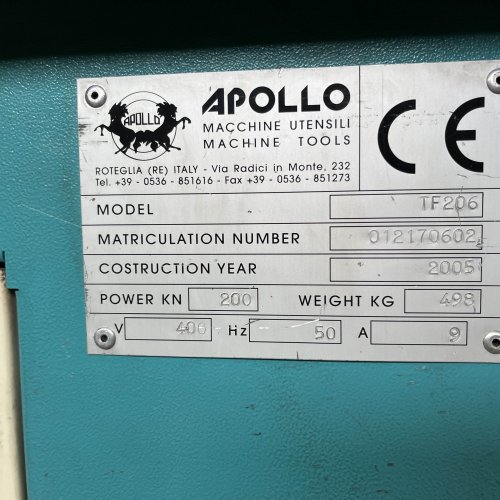 APOLLO
APOLLO
MACCHINE UTENSILI
MACHINE TOOLS
CE
ROTEGLIA (RE) ITALY - Via Radici in Monte, 232
Tel. +39 - 0536 - 851616 - Fax +39 - 0536 - 851273
MODEL TF206
MATRICULATION NUMBER 012170602
COSTRUCTION YEAR 2005
POWER KN 200 WEIGHT KG 498
V 406 Hz 50 A 9